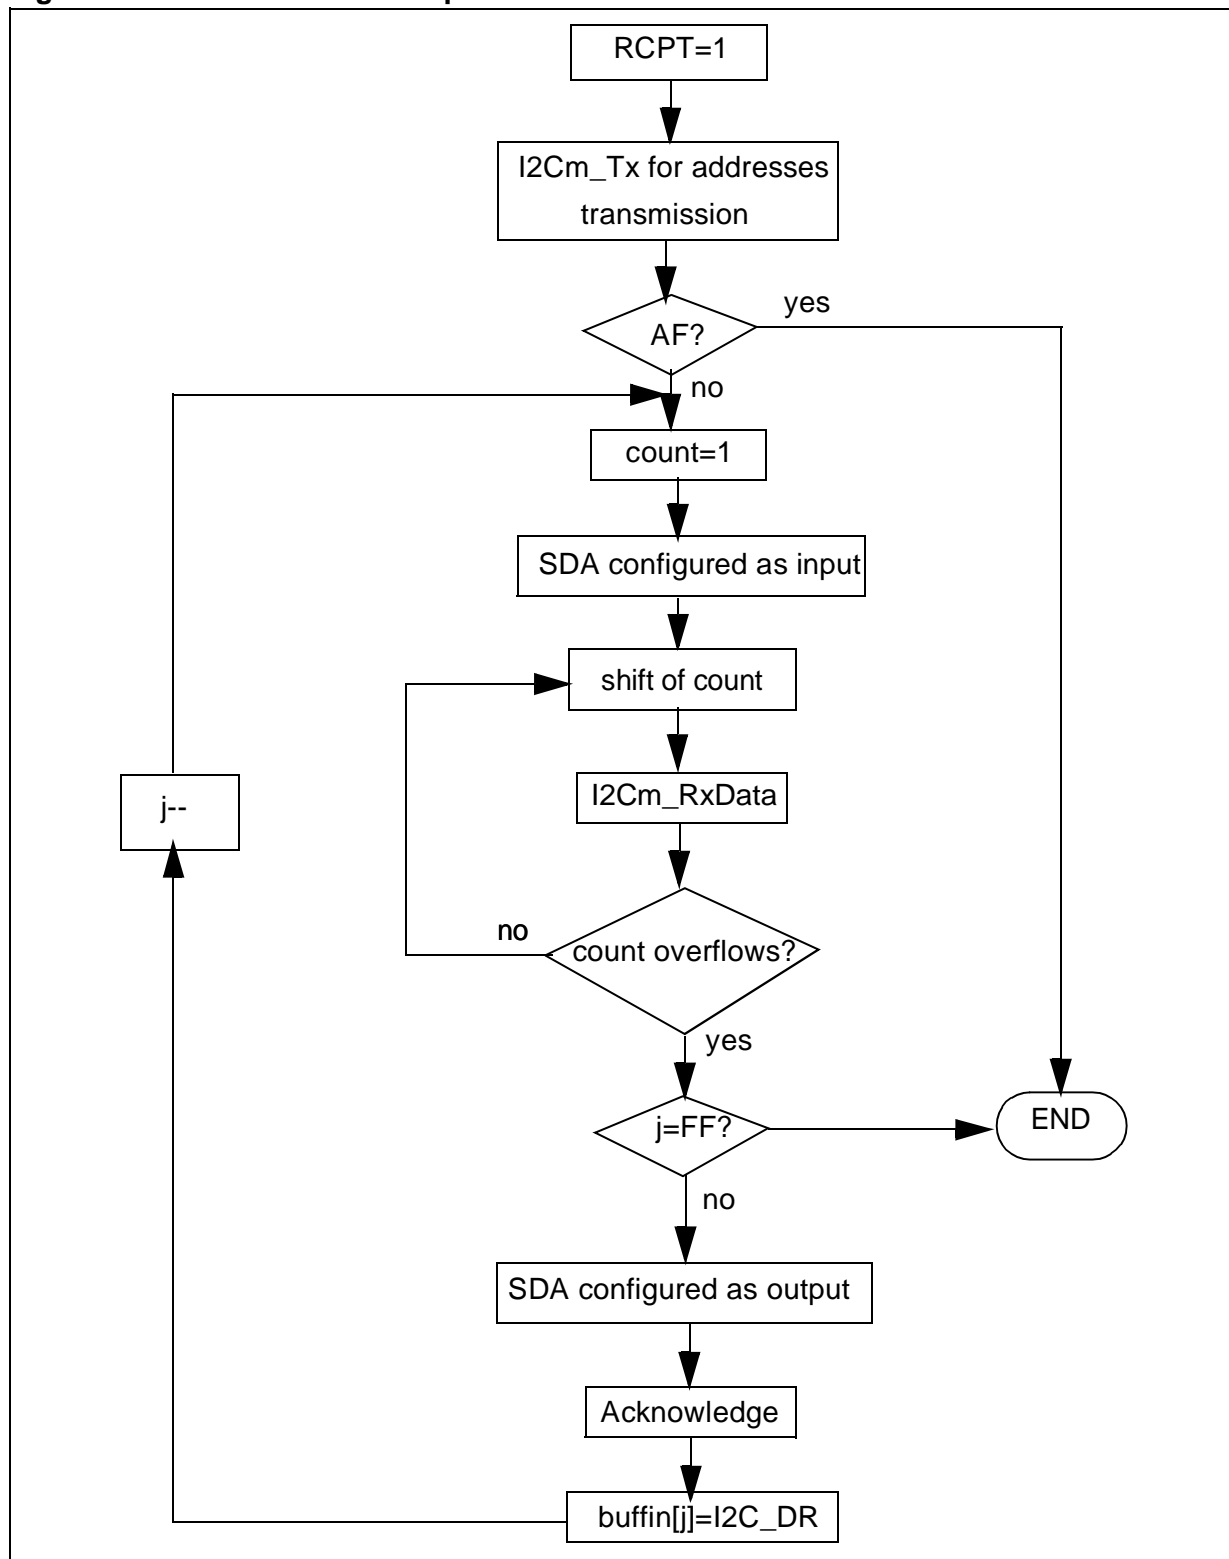 RCPT=1
I2Cm_Tx for addresses
transmission
yes
AF?
no
count=1
SDA configured as input
shift of count
I2Cm_RxData
j--
no
count overflows?
yes
j=FF?
END
no
SDA configured as output
Acknowledge
buffin[j]=I2C_DR